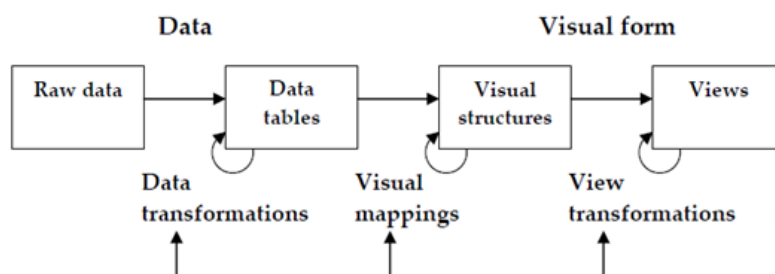 Data
Visual form
Raw data
Data
tables
Visual
structures
Views
Data
transformations
Visual
mappings
View
transformations